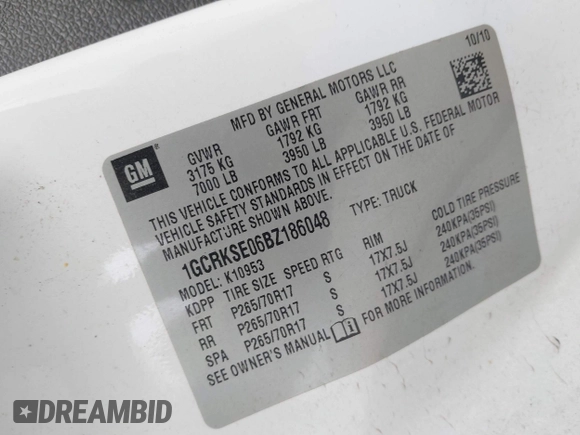 10/10
MFD BY GENERAL MOTORS LLC
GVWR GAWR FRT GAWR RR
3175 KG 1792 KG 1792 KG
7000 LB 3950 LB 3950 LB
GM
THIS VEHICLE CONFORMS TO ALL APPLICABLE U.S. FEDERAL MOTOR
VEHICLE SAFETY STANDARDS IN EFFECT ON THE DATE OF
MANUFACTURE SHOWN ABOVE.
1GCRKSE06BZ186048 TYPE: TRUCK
MODEL: K10953
KDPP TIRE SIZE SPEED RTG RIM COLD TIRE PRESSURE
FRT P265/70R17 S 17X7.5J 240KPA(35PSI)
RR P265/70R17 S 17X7.5J 240KPA(35PSI)
SPA P265/70R17 S 17X7.5J 240KPA(35PSI)
SEE OWNER'S MANUAL
DREAMBID